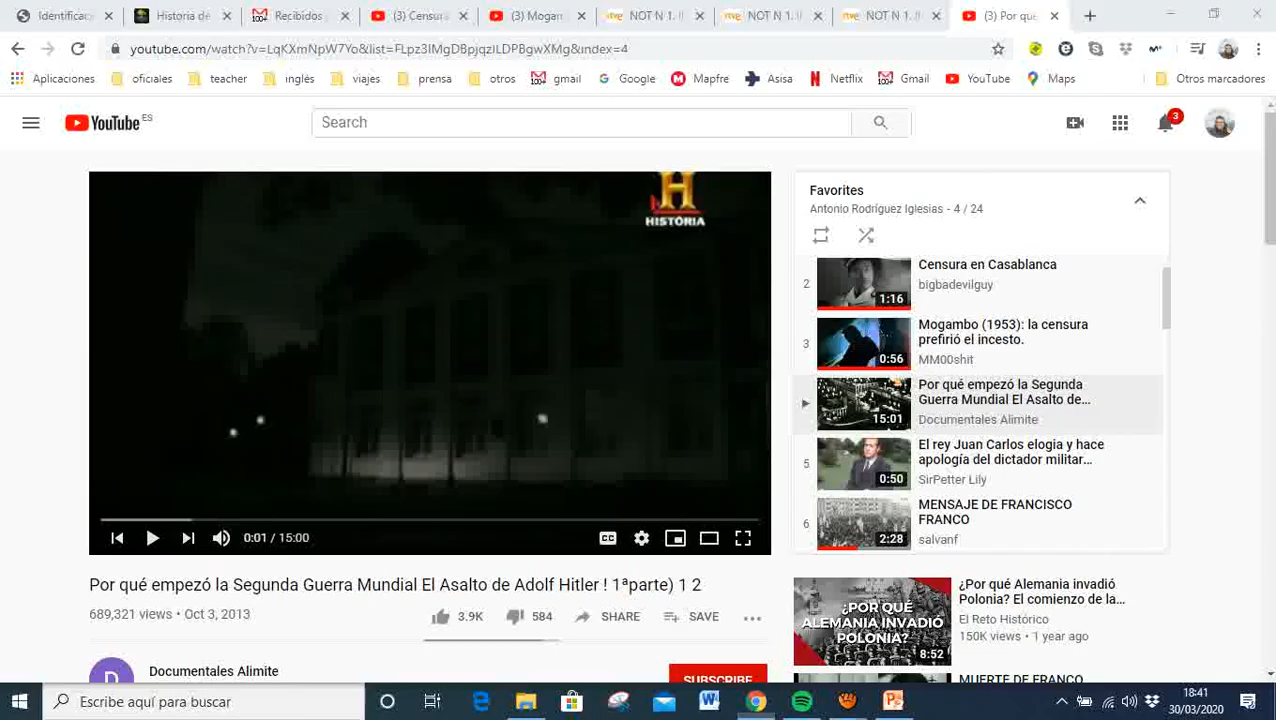 Identificac
Historia de
Recibidos
(3) Censura
(3) Mogam
NOT N 1. I
NOT N 1. I
NOT N 1. I
(3) Por que
youtube.com/watch?v=LqKXmNpW7Yo&list=FLpz3IMgD8pjqzILDPBgwXMg&index=4
Aplicaciones
oficiales
teacher
inglés
viajes
prensa
otros
gmail
Google
Mapfre
Asisa
Netflix
Gmail
YouTube
Maps
Otros marcadores
YouTube ES
Search
3
H
HISTORIA
Favorites
Antonio Rodríguez Iglesias - 4 / 24
2
Censura en Casablanca
bigbadevilguy
1:16
3
Mogambo (1953): la censura
prefirió el incesto.
MM00shit
0:56
Por qué empezó la Segunda
Guerra Mundial El Asalto de…
Documentales Alimite
15:01
5
El rey Juan Carlos elogia y hace
apología del dictador militar…
SirPetter Lily
0:50
6
MENSAJE DE FRANCISCO
FRANCO
salvanf
2:28
0:01 / 15:00
CC
Por qué empezó la Segunda Guerra Mundial El Asalto de Adolf Hitler ! 1ªparte) 1 2
689,321 views • Oct 3, 2013
3.9K
584
SHARE
SAVE
D
Documentales Alimite
SUBSCRIBE
¿POR QUÉ
ALEMANIA INVADIÓ
POLONIA?
8:52
¿Por qué Alemania invadió
Polonia? El comienzo de la…
El Reto Histórico
150K views • 1 year ago
MUERTE DE FRANCO
Escribe aquí para buscar
18:41
30/03/2020